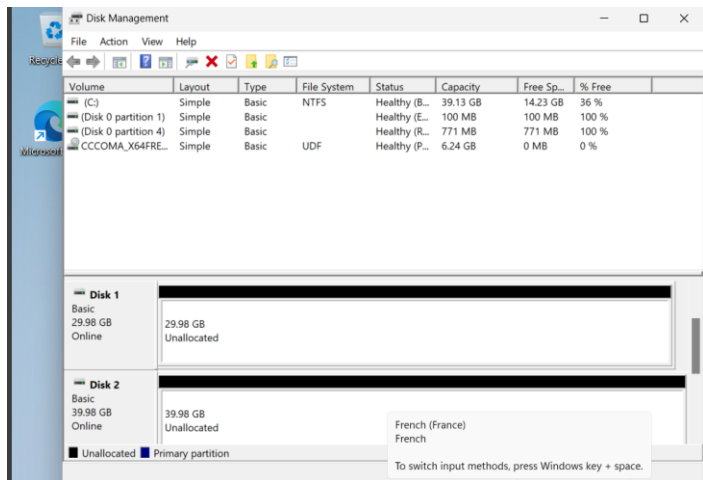 Disk Management
File Action View Help
Recycle
Volume Layout Type File System Status Capacity Free Sp... % Free
(C:) Simple Basic NTFS Healthy (B... 39.13 GB 14.23 GB 36 %
(Disk 0 partition 1) Simple Basic Healthy (E... 100 MB 100 MB 100 %
(Disk 0 partition 4) Simple Basic Healthy (R... 771 MB 771 MB 100 %
CCCOMA_X64FRE... Simple Basic UDF Healthy (P... 6.24 GB 0 MB 0 %
Microsoft
Disk 1
Basic
29.98 GB
Online
29.98 GB
Unallocated
Disk 2
Basic
39.98 GB
Online
39.98 GB
Unallocated
French (France)
French
To switch input methods, press Windows key + space.
Unallocated Primary partition